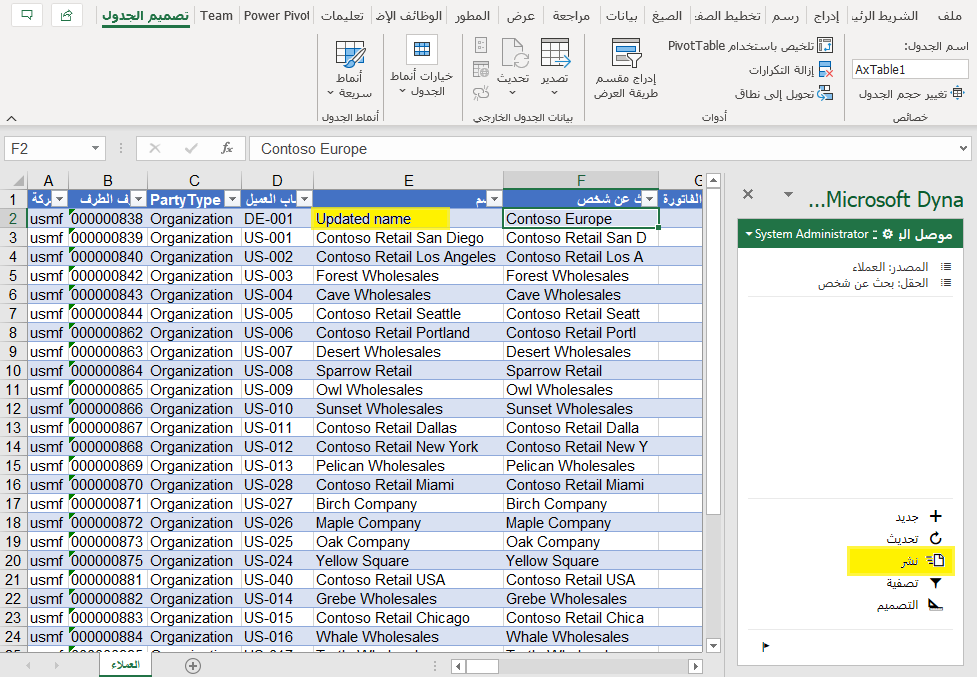 ملف
الشريط الرئي
إدراج
رسم
تخطيط الصف
الصيغ
بيانات
مراجعة
عرض
المطور
الوظائف الإض
تعليمات
Power Pivot
Team
تصميم الجدول
اسم الجدول:
AxTable1
تغيير حجم الجدول
خصائص
تلخيص باستخدام PivotTable
إزالة التكرارات
تحويل إلى نطاق
إدراج مقسم
طريقة العرض
أدوات
تصدير
تحديث
بيانات الجدول الخارجي
خيارات أنماط
الجدول
أنماط
سريعة
أنماط الجدول
F2
fx
Contoso Europe
A B C D E F G
1 كة ف الطرف PartyType اب العميل م ث عن شخص الفاتورة
2 usmf 000000838 Organization DE-001 Updated name Contoso Europe
3 usmf 000000839 Organization US-001 Contoso Retail San Diego Contoso Retail San D
4 usmf 000000840 Organization US-002 Contoso Retail Los Angeles Contoso Retail Los A
5 usmf 000000842 Organization US-003 Forest Wholesales Forest Wholesales
6 usmf 000000843 Organization US-004 Cave Wholesales Cave Wholesales
7 usmf 000000844 Organization US-005 Contoso Retail Seattle Contoso Retail Seatt
8 usmf 000000862 Organization US-006 Contoso Retail Portland Contoso Retail Portl
9 usmf 000000863 Organization US-007 Desert Wholesales Desert Wholesales
10 usmf 000000864 Organization US-008 Sparrow Retail Sparrow Retail
11 usmf 000000865 Organization US-009 Owl Wholesales Owl Wholesales
12 usmf 000000866 Organization US-010 Sunset Wholesales Sunset Wholesales
13 usmf 000000867 Organization US-011 Contoso Retail Dallas Contoso Retail Dalla
14 usmf 000000868 Organization US-012 Contoso Retail New York Contoso Retail New Y
15 usmf 000000869 Organization US-013 Pelican Wholesales Pelican Wholesales
16 usmf 000000870 Organization US-028 Contoso Retail Miami Contoso Retail Miami
17 usmf 000000871 Organization US-027 Birch Company Birch Company
18 usmf 000000872 Organization US-026 Maple Company Maple Company
19 usmf 000000873 Organization US-025 Oak Company Oak Company
20 usmf 000000875 Organization US-024 Yellow Square Yellow Square
21 usmf 000000881 Organization US-040 Contoso Retail USA Contoso Retail USA
22 usmf 000000882 Organization US-014 Grebe Wholesales Grebe Wholesales
23 usmf 000000883 Organization US-015 Contoso Retail Chicago Contoso Retail Chica
24 usmf 000000884 Organization US-016 Whale Wholesales Whale Wholesales
العملاء
Microsoft Dyna...
موصل الـ
System Administrator
المصدر: العملاء
الحقل: بحث عن شخص
جديد
تحديث
نشر
تصفية
التصميم